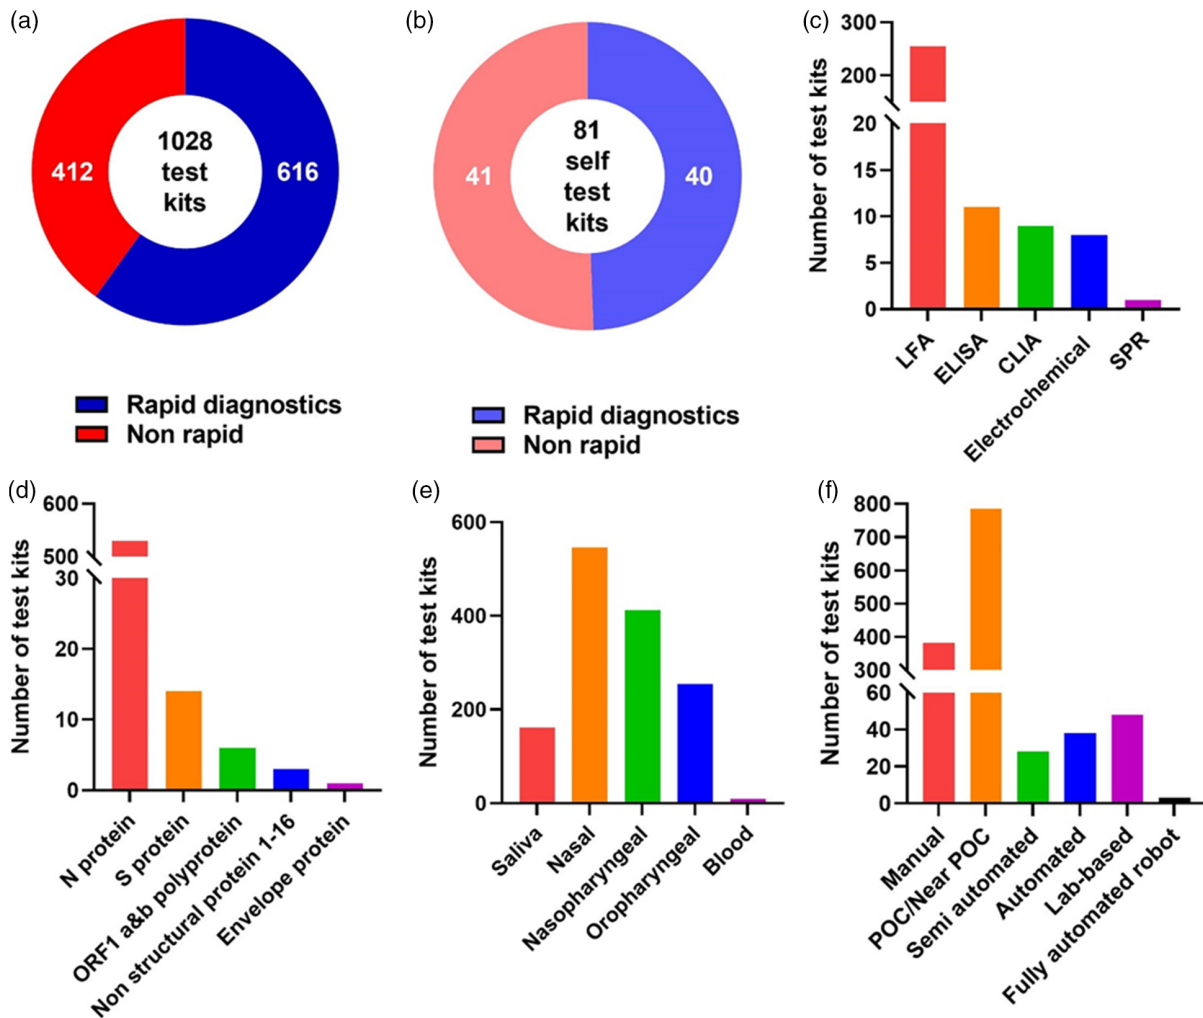 (a)
412
1028
test
kits
616
Rapid diagnostics
Non rapid
(b)
41
81
self
test
kits
40
Rapid diagnostics
Non rapid
(c)
Number of test kits
300
200
20
15
10
5
0
LFA
ELISA
CLIA
Electrochemical
SPR
(d)
Number of test kits
600
500
30
20
10
0
N protein
S protein
ORF1 a&b polyprotein
Non structural protein 1-16
Envelope protein
(e)
Number of test kits
600
400
200
0
Saliva
Nasal
Nasopharyngeal
Oropharyngeal
Blood
(f)
Number of test kits
800
700
600
500
400
300
60
40
20
0
Manual
POC/Near POC
Semi automated
Automated
Lab-based
Fully automated robot